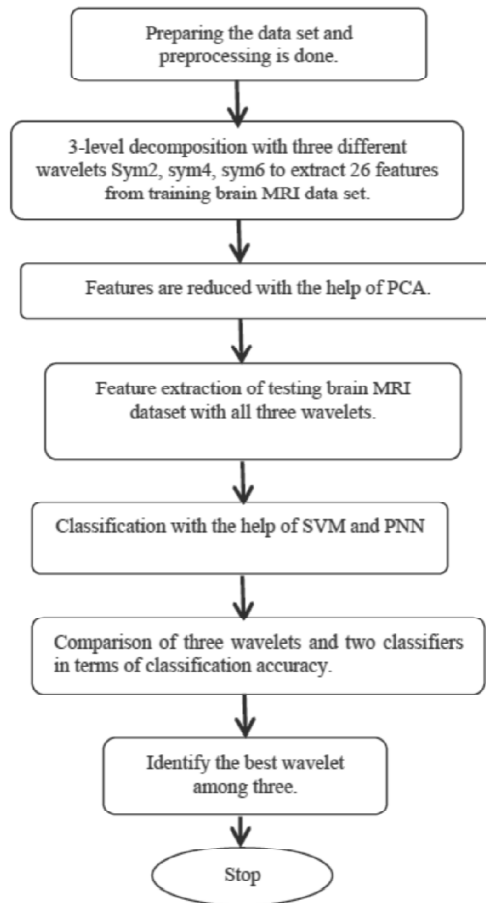 Preparing the data set and
preprocessing is done.
3-level decomposition with three different
wavelets Sym2, sym4, sym6 to extract 26 features
from training brain MRI data set.
Features are reduced with the help of PCA.
Feature extraction of testing brain MRI
dataset with all three wavelets.
Classification with the help of SVM and PNN
Comparison of three wavelets and two classifiers
in terms of classification accuracy.
Identify the best wavelet
among three.
Stop